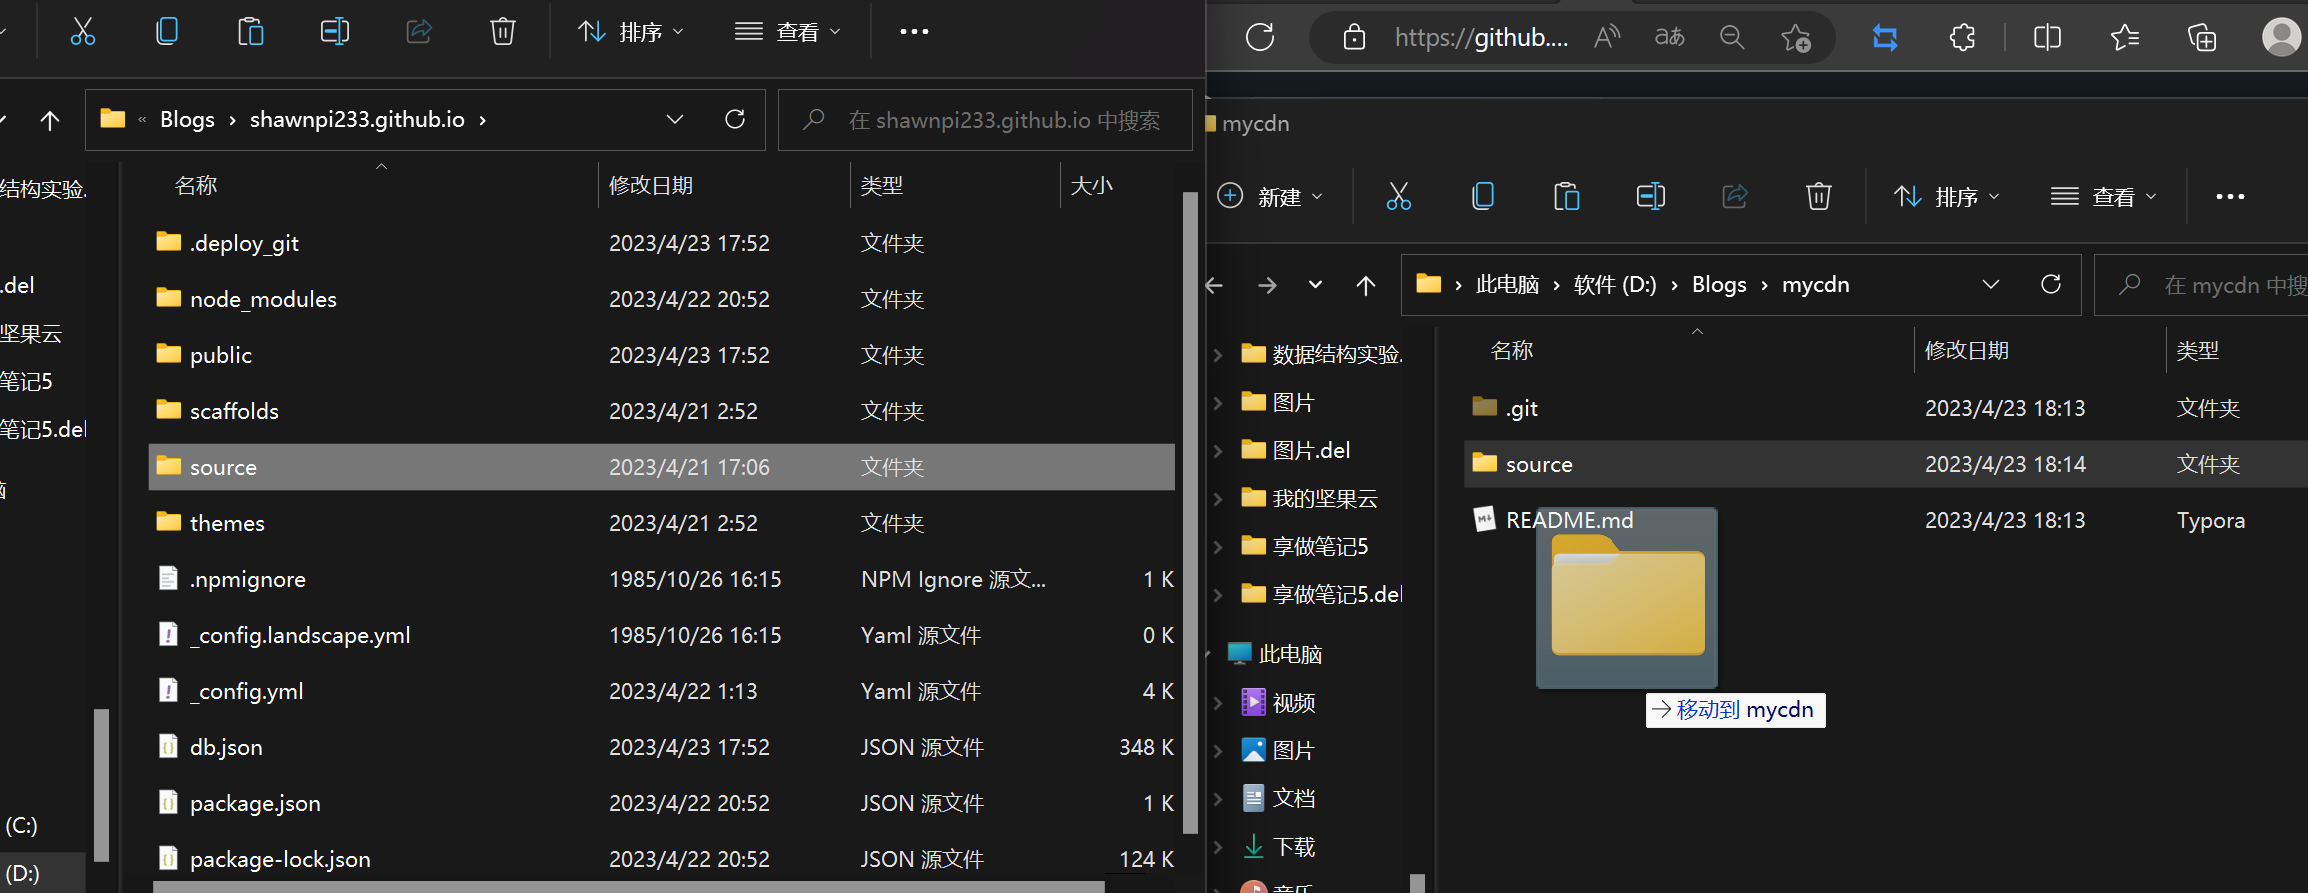 排序
查看
« Blogs › shawnpi233.github.io ›
在 shawnpi233.github.io 中搜索
结构实验.
.del
坚果云
笔记5
笔记5.del
(C:)
(D:)
名称 修改日期 类型 大小
.deploy_git 2023/4/23 17:52 文件夹
node_modules 2023/4/22 20:52 文件夹
public 2023/4/23 17:52 文件夹
scaffolds 2023/4/21 2:52 文件夹
source 2023/4/21 17:06 文件夹
themes 2023/4/21 2:52 文件夹
.npmignore 1985/10/26 16:15 NPM Ignore 源文... 1 K
_config.landscape.yml 1985/10/26 16:15 Yaml 源文件 0 K
_config.yml 2023/4/22 1:13 Yaml 源文件 4 K
db.json 2023/4/23 17:52 JSON 源文件 348 K
package.json 2023/4/22 20:52 JSON 源文件 1 K
package-lock.json 2023/4/22 20:52 JSON 源文件 124 K
https://github....
mycdn
新建
排序
查看
› 此电脑 › 软件 (D:) › Blogs › mycdn
在 mycdn 中搜
数据结构实验.
图片
图片.del
我的坚果云
享做笔记5
享做笔记5.del
此电脑
视频
图片
文档
下载
音乐
名称 修改日期 类型
.git 2023/4/23 18:13 文件夹
source 2023/4/23 18:14 文件夹
README.md 2023/4/23 18:13 Typora
→ 移动到 mycdn